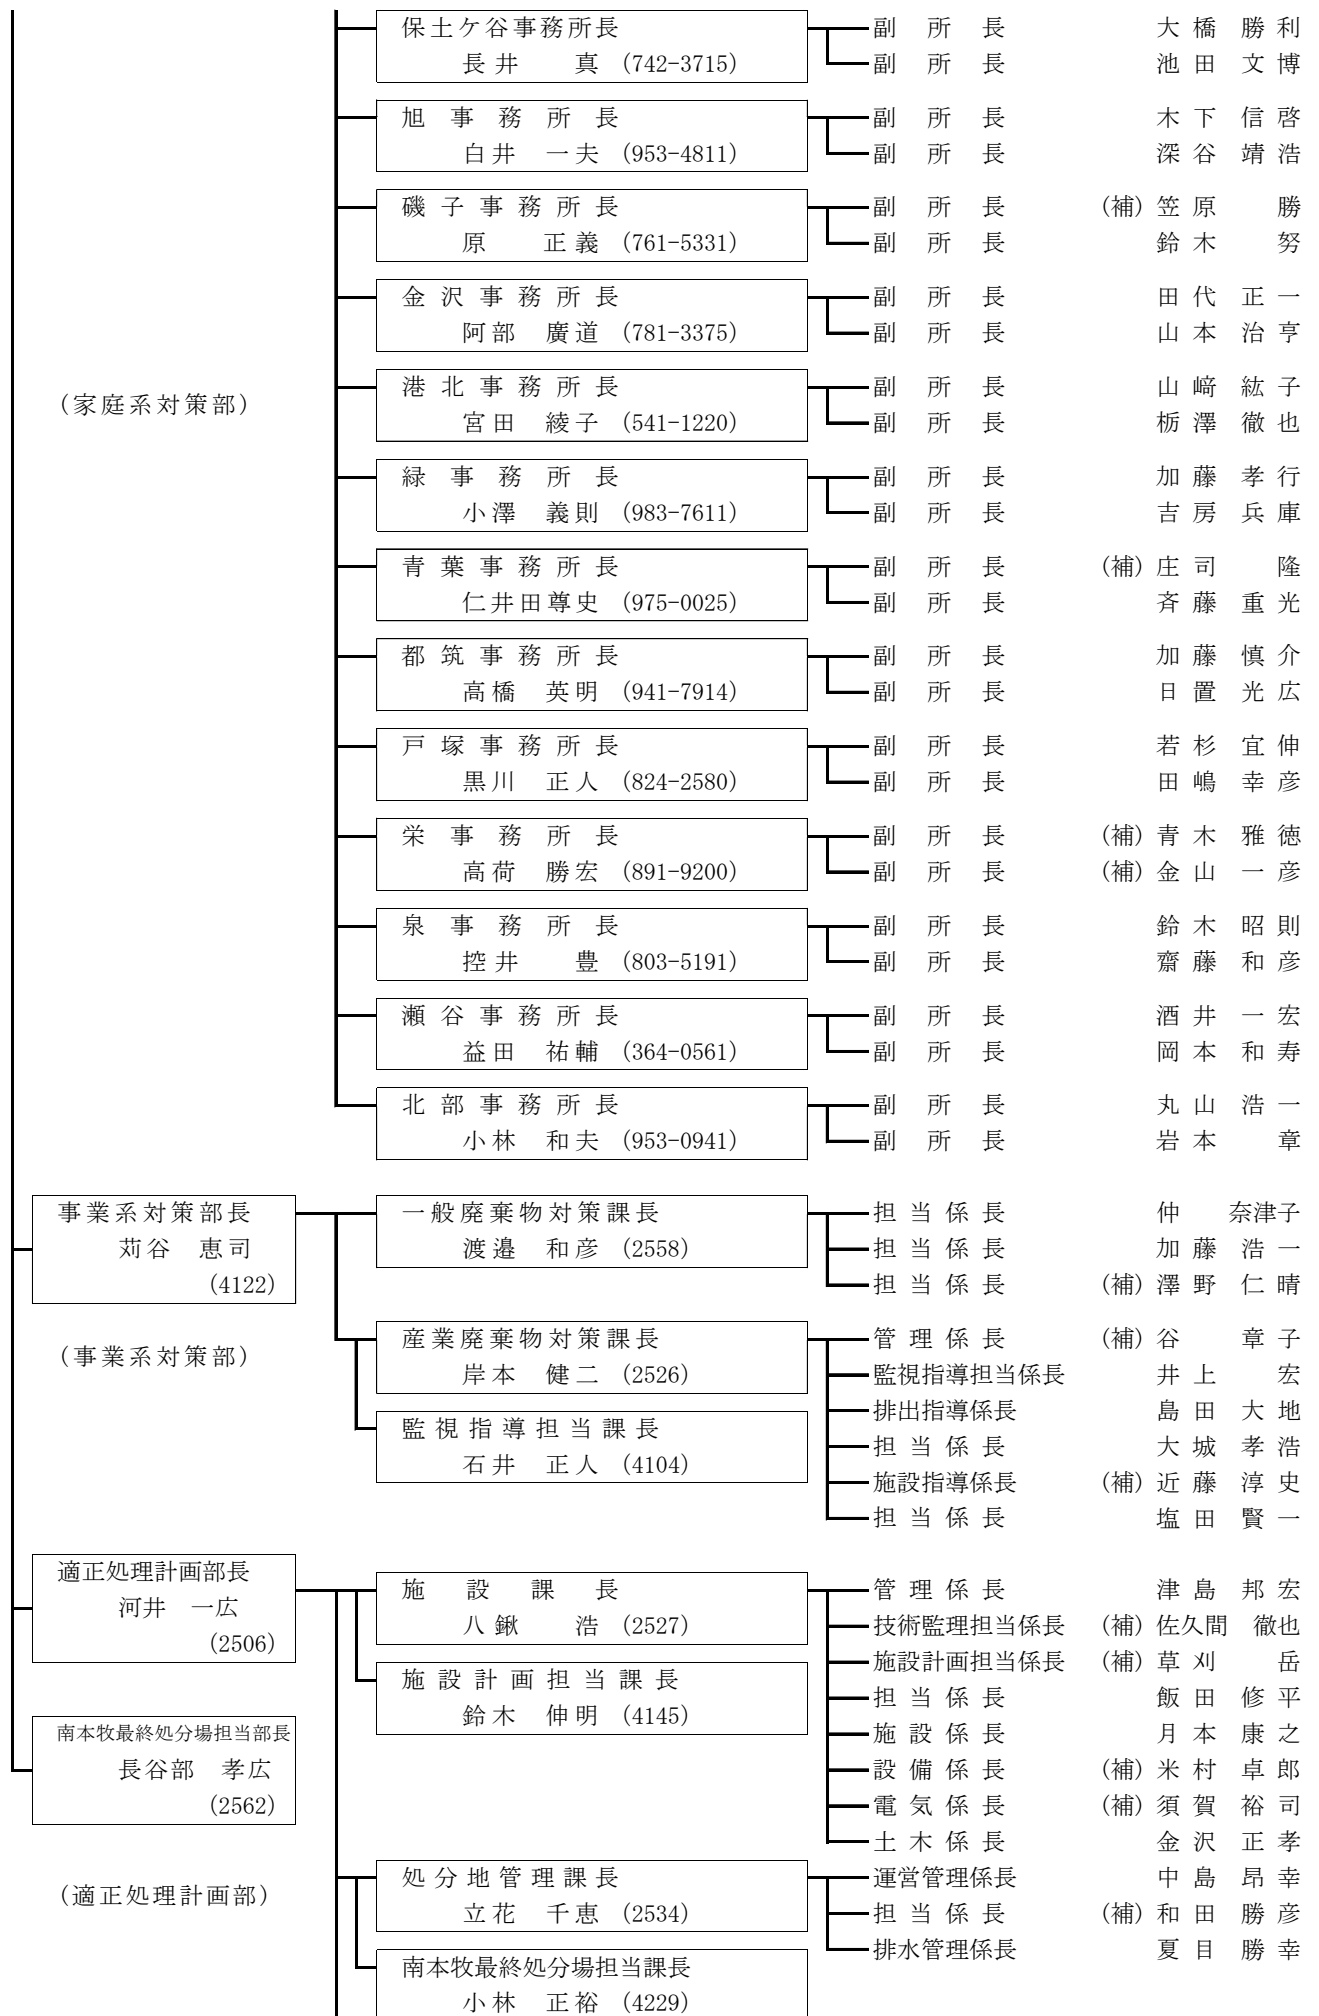 保土ケ谷事務所長 副所長 大橋勝利
長井 真 (742-3715) 副所長 池田文博
旭事務所長 副所長 木下信啓
白井 一夫 (953-4811) 副所長 深谷靖浩
磯子事務所長 副所長 (補) 笠原 勝
原 正義 (761-5331) 副所長 鈴木 努
金沢事務所長 副所長 田代正一
阿部 廣道 (781-3375) 副所長 山本治亨
(家庭系対策部)
港北事務所長 副所長 山﨑紘子
宮田 綾子 (541-1220) 副所長 栃澤徹也
緑事務所長 副所長 加藤孝行
小澤 義則 (983-7611) 副所長 吉房兵庫
青葉事務所長 副所長 (補) 庄司 隆
仁井田尊史 (975-0025) 副所長 斉藤重光
都筑事務所長 副所長 加藤慎介
高橋 英明 (941-7914) 副所長 日置光広
戸塚事務所長 副所長 若杉宜伸
黒川 正人 (824-2580) 副所長 田嶋幸彦
栄事務所長 副所長 (補) 青木雅徳
高荷 勝宏 (891-9200) 副所長 (補) 金山一彦
泉事務所長 副所長 鈴木昭則
控井 豊 (803-5191) 副所長 齋藤和彦
瀬谷事務所長 副所長 酒井一宏
益田 祐輔 (364-0561) 副所長 岡本和寿
北部事務所長 副所長 丸山浩一
小林 和夫 (953-0941) 副所長 岩本 章
事業系対策部長
苅谷 恵司
(4122)
(事業系対策部)
一般廃棄物対策課長 担当係長 仲 奈津子
渡邉 和彦 (2558) 担当係長 加藤浩一
担当係長 (補) 澤野仁晴
産業廃棄物対策課長 管理係長 (補) 谷 章子
岸本 健二 (2526) 監視指導担当係長 井上 宏
排出指導係長 島田大地
監視指導担当課長 担当係長 大城孝浩
石井 正人 (4104) 施設指導係長 (補) 近藤淳史
担当係長 塩田賢一
適正処理計画部長
河井 一広
(2506)
南本牧最終処分場担当部長
長谷部 孝広
(2562)
(適正処理計画部)
施設課長 管理係長 津島邦宏
八鍬 浩 (2527) 技術監理担当係長 (補) 佐久間 徹也
施設計画担当係長 (補) 草刈 岳
施設計画担当課長 担当係長 飯田修平
鈴木 伸明 (4145) 施設係長 月本康之
設備係長 (補) 米村卓郎
電気係長 (補) 須賀裕司
土木係長 金沢正孝
処分地管理課長 運営管理係長 中島昂幸
立花 千恵 (2534) 担当係長 (補) 和田勝彦
排水管理係長 夏目勝幸
南本牧最終処分場担当課長
小林 正裕 (4229)